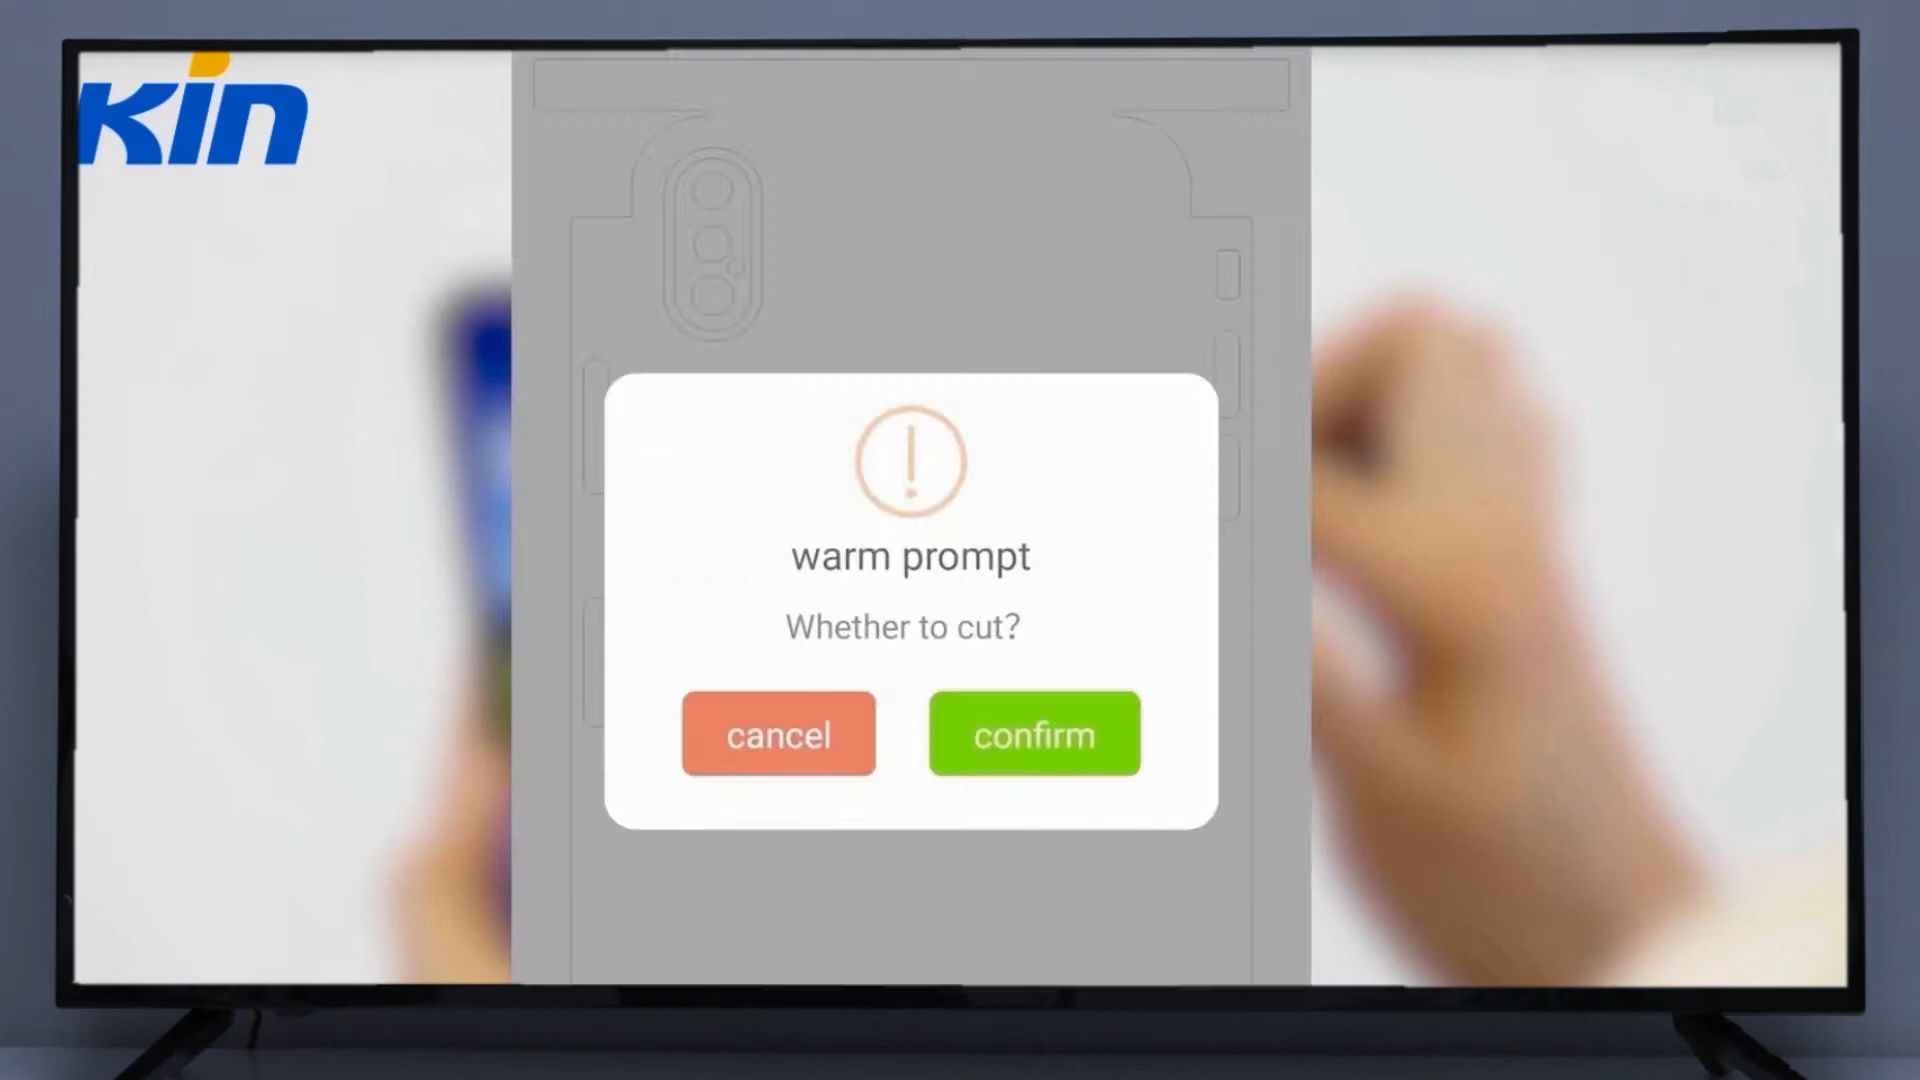 Kin
warm prompt
Whether to cut?
cancel
confirm